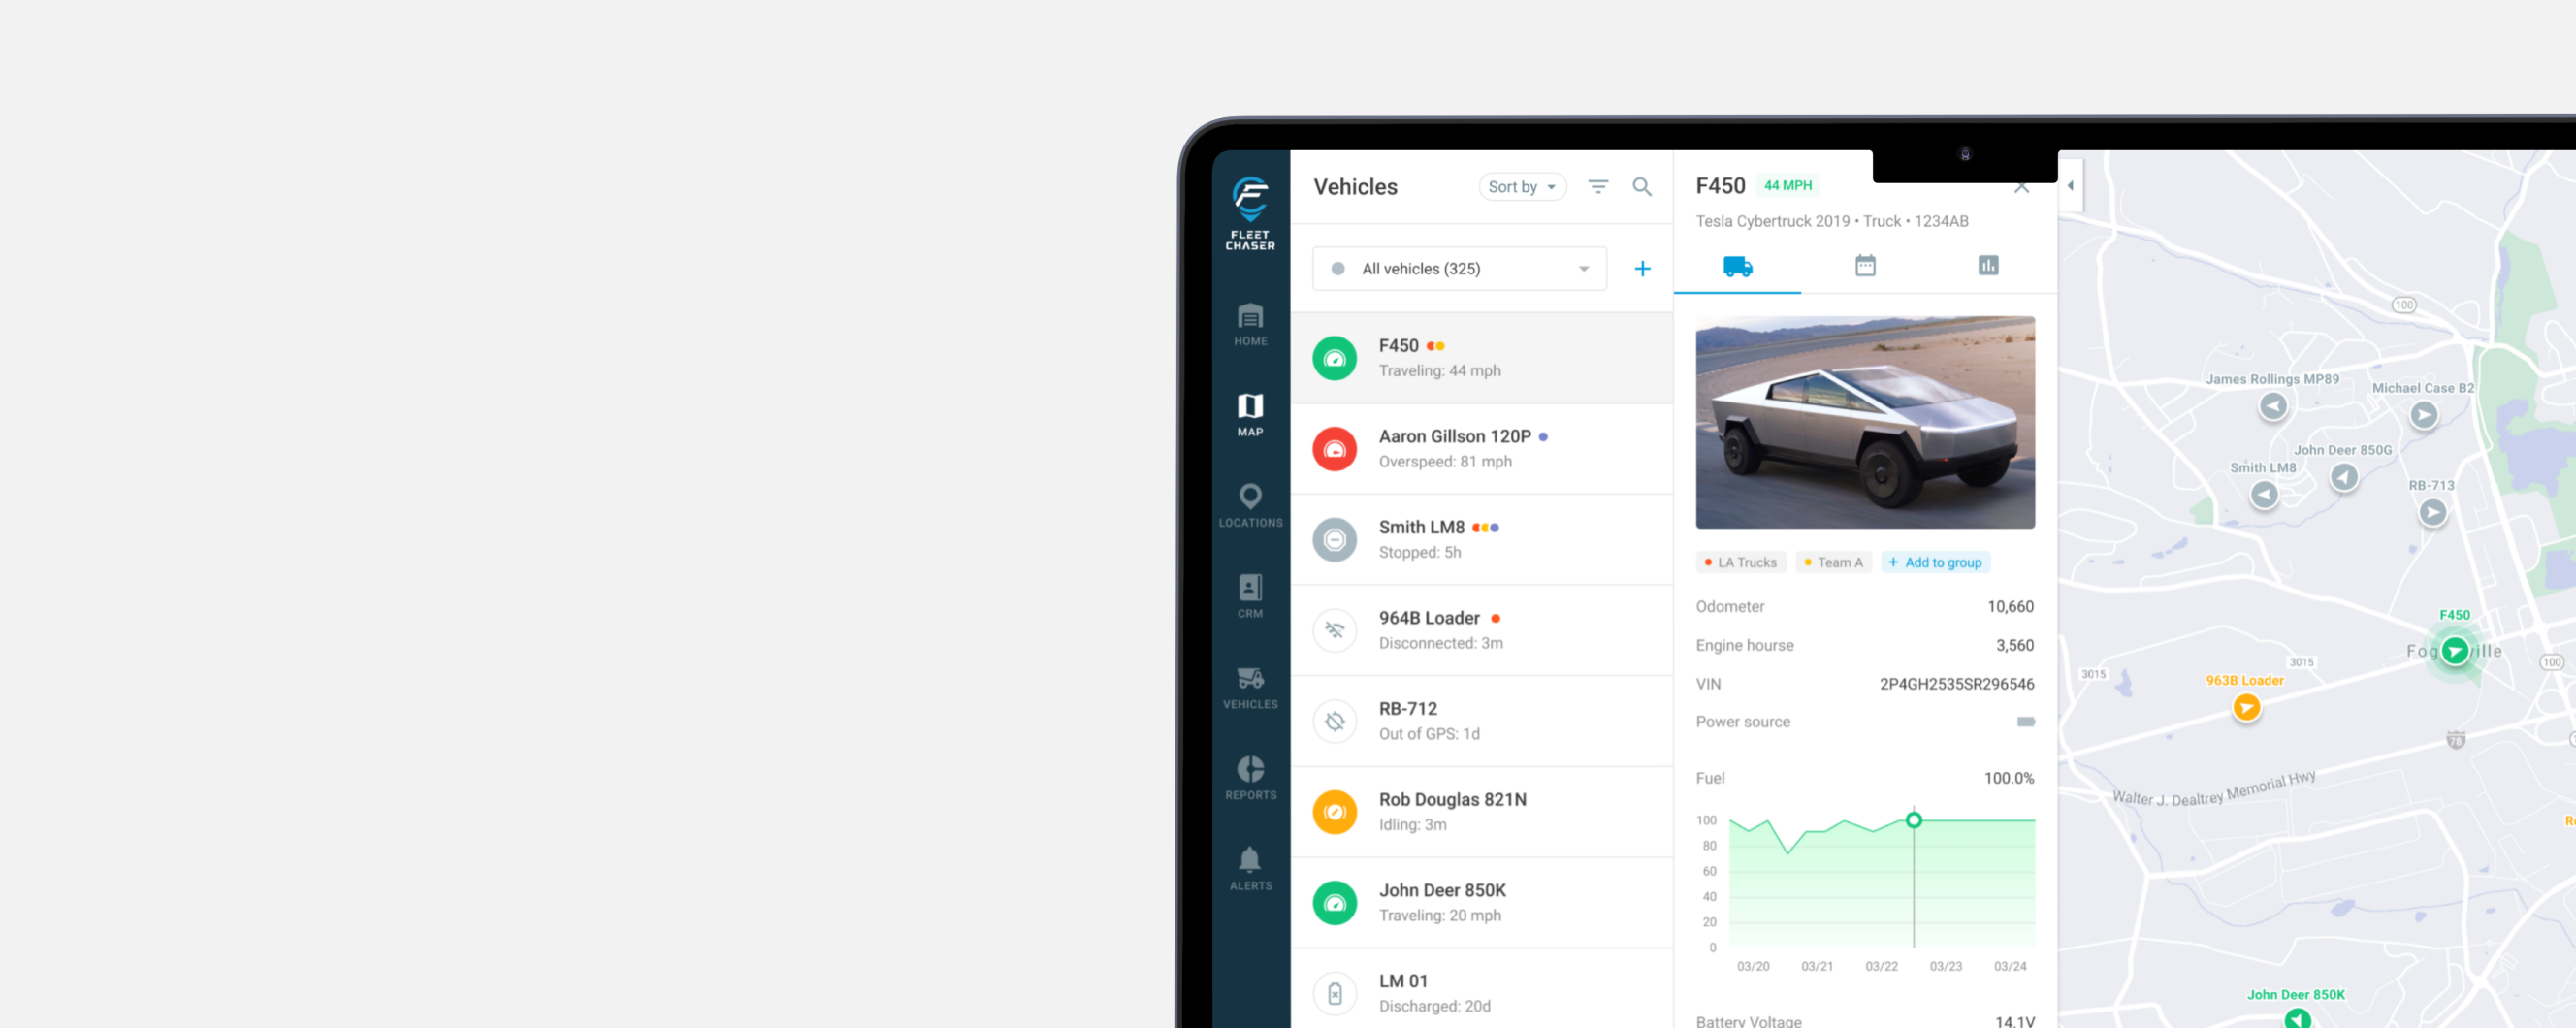 FLEET
CHASER
HOME
MAP
LOCATIONS
CRM
VEHICLES
REPORTS
ALERTS
Vehicles
Sort by
All vehicles (325)
+
F450
Traveling: 44 mph
Aaron Gillson 120P
Overspeed: 81 mph
Smith LM8
Stopped: 5h
964B Loader
Disconnected: 3m
RB-712
Out of GPS: 1d
Rob Douglas 821N
Idling: 3m
John Deer 850K
Traveling: 20 mph
LM 01
Discharged: 20d
F450 44 MPH
Tesla Cybertruck 2019 • Truck • 1234AB
LA Trucks Team A + Add to group
Odometer 10,660
Engine hourse 3,560
VIN 2P4GH2535SR296546
Power source
Fuel 100.0%
100
80
60
40
20
0
03/20 03/21 03/22 03/23 03/24
Battery Voltage 14.1V
100
James Rollings MP89
Michael Case B2
John Deer 850G
Smith LM8
RB-713
F450
3015
100
3015
963B Loader
78
Walter J. Dealtrey Memorial Hwy
John Deer 850K